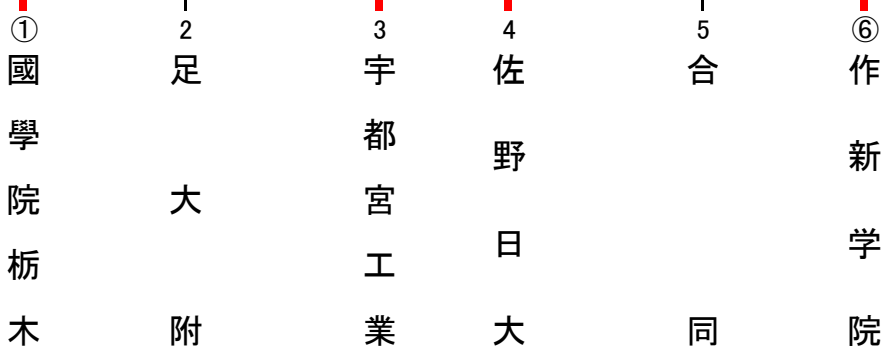 ① 2 3 4 5 ⑥
國學院栃木
足大附
宇都宮工業
佐野日大
合同
作新学院